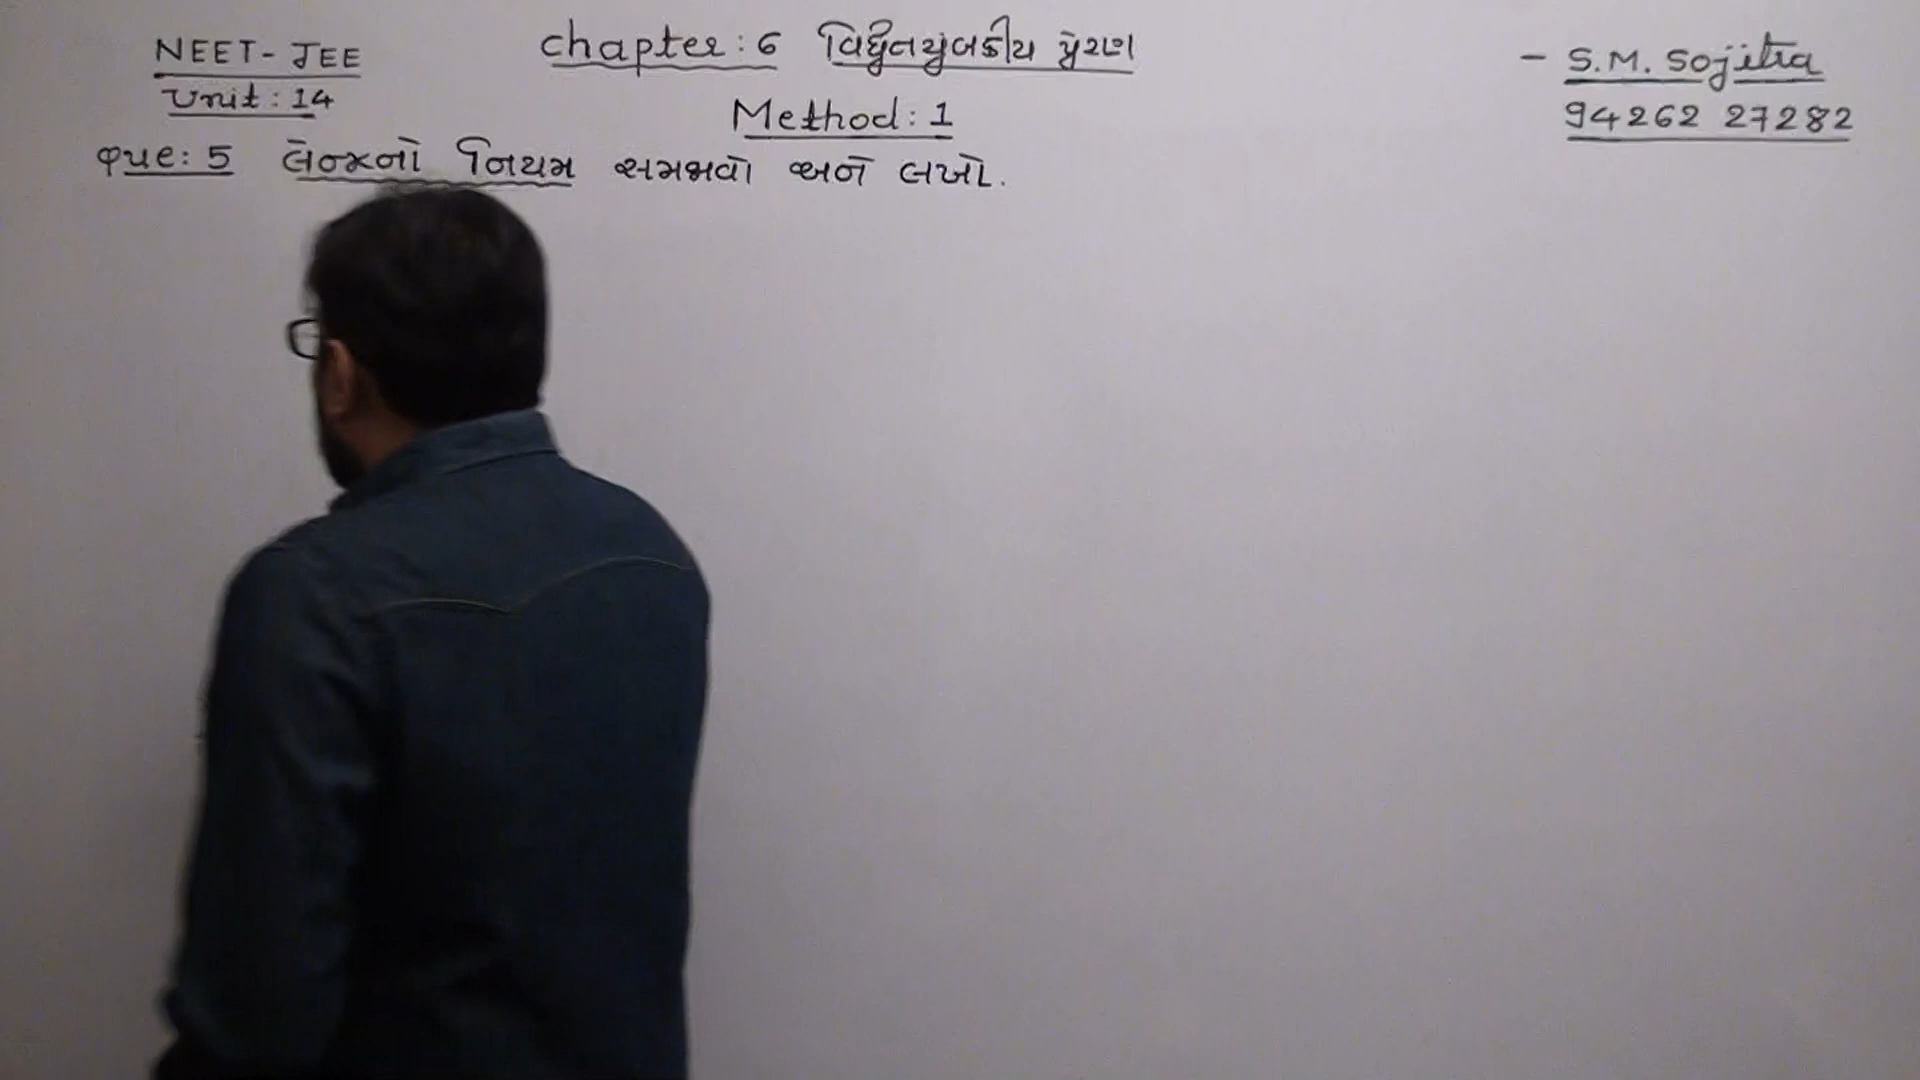 NEET - JEE
Unit : 14
chapter : 6 વિદ્યુતચુંબકીય પ્રેરણ
Method : 1
- S.M. Sojitra
94262 27282
પ્રશ્ન : 5 લેન્ઝનો નિયમ સમજાવો અને લખો.